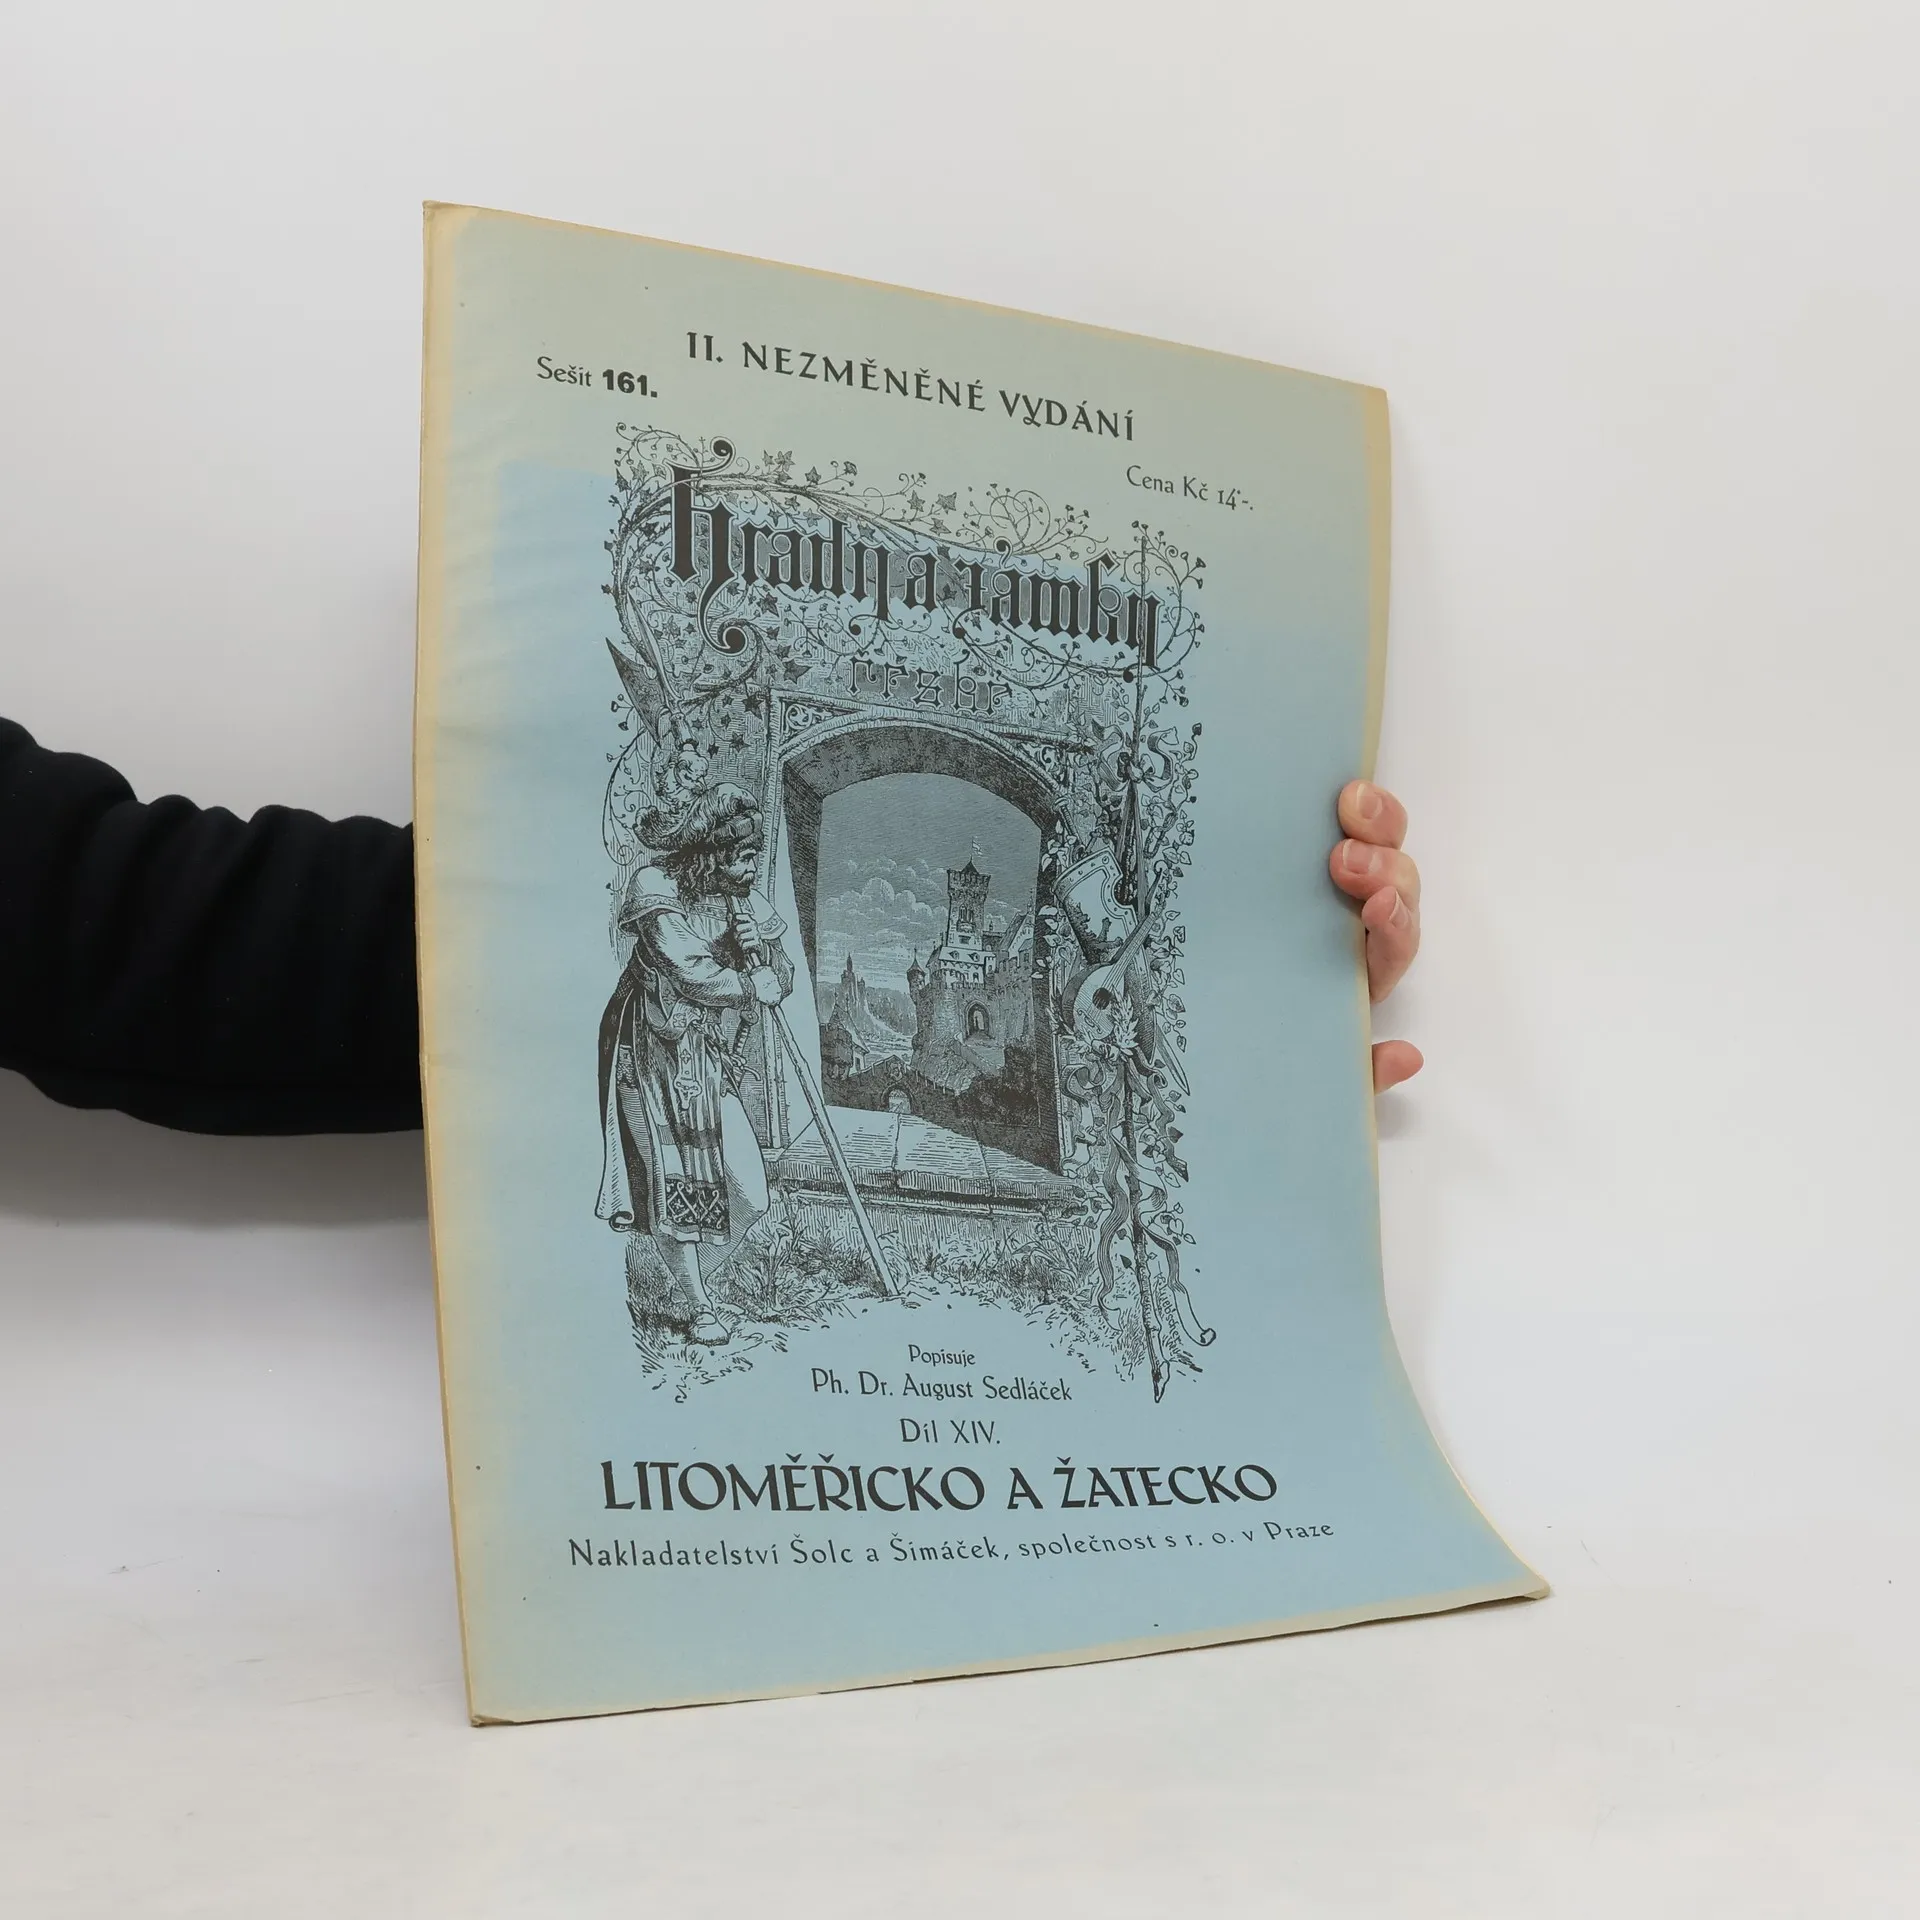 II. NEZMĚNĚNÉ VYDÁNÍ
Sešit 161.
Cena Kč 14·-.
Hrady a zámky
české
Popisuje
Ph. Dr. August Sedláček
Díl XIV.
LITOMĚŘICKO A ŽATECKO
Nakladatelství Šolc a Šimáček, společnost s r. o. v Praze